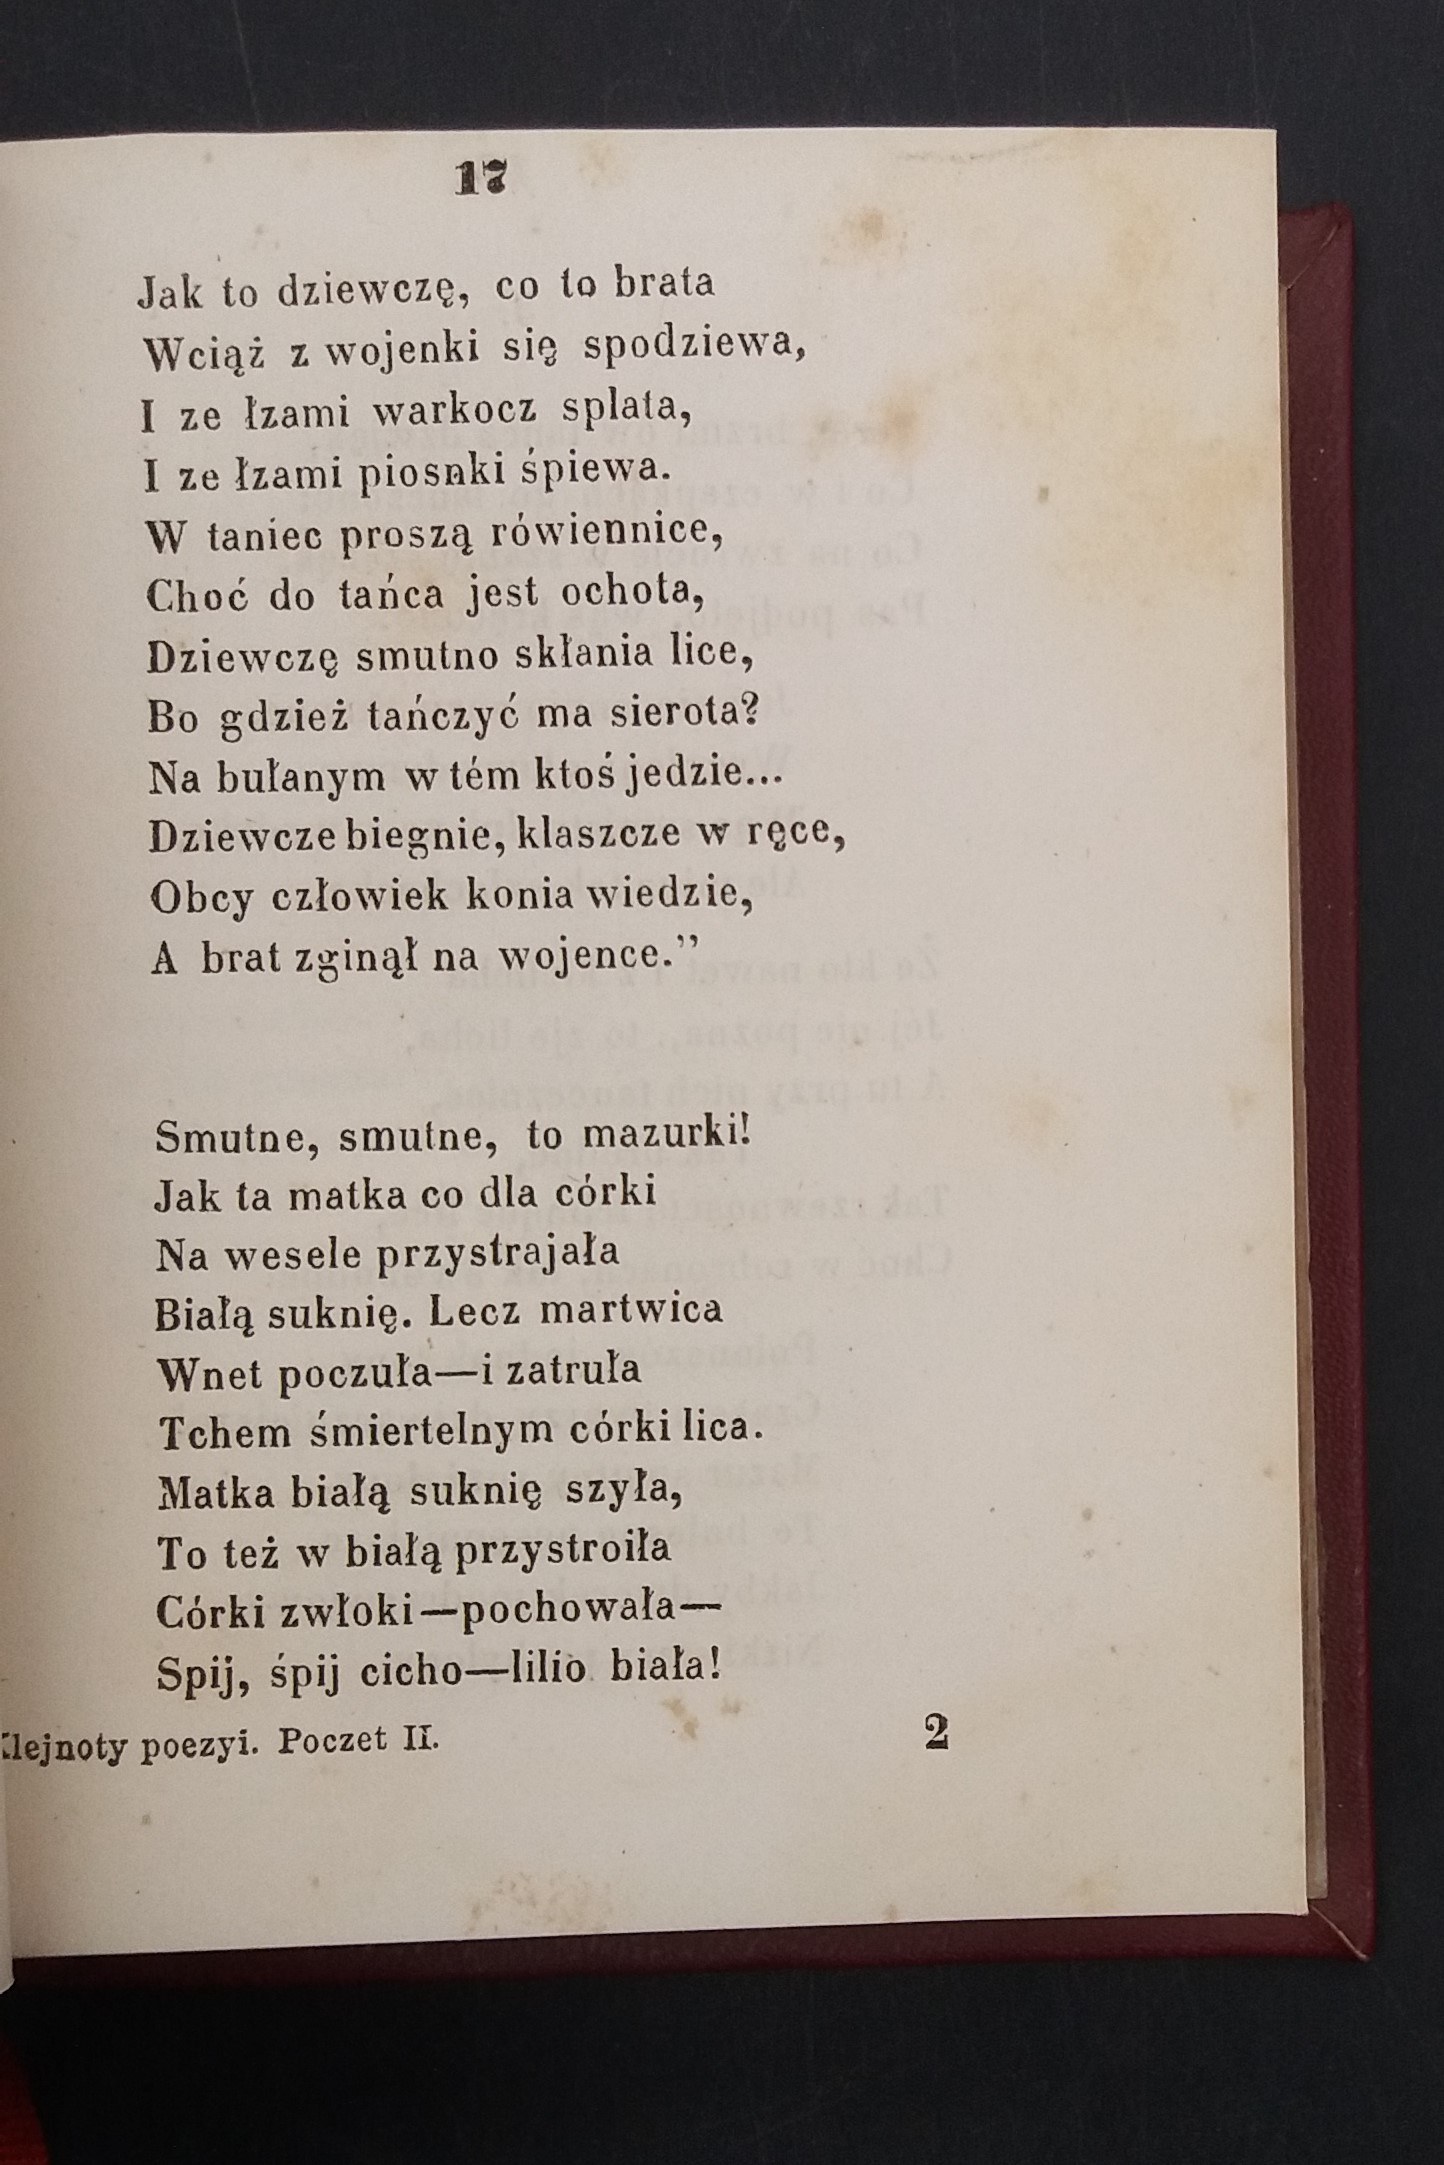 17
Jak to dziewczę, co to brata
Wciąż z wojenki się spodziewa,
I ze łzami warkocz splata,
I ze łzami piosnki śpiewa.
W taniec proszą rówiennice,
Choć do tańca jest ochota,
Dziewczę smutno skłania lice,
Bo gdzież tańczyć ma sierota?
Na bułanym w tém ktoś jedzie...
Dziewcze biegnie, klaszcze w ręce,
Obcy człowiek konia wiedzie,
A brat zginął na wojence.”
Smutne, smutne, to mazurki!
Jak ta matka co dla córki
Na wesele przystrajała
Białą suknię. Lecz martwica
Wnet poczuła—i zatruła
Tchem śmiertelnym córki lica.
Matka białą suknię szyła,
To też w białą przystroiła
Córki zwłoki—pochowała—
Spij, śpij cicho—lilio biała!
Klejnoty poezyi. Poczet II. 2